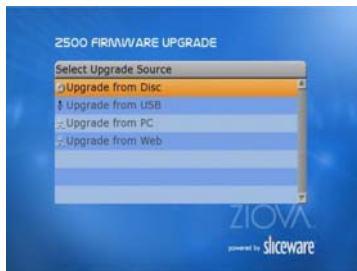 Z500 FIRMWARE UPGRADE
Select Upgrade Source
Upgrade from Disc
Upgrade from USB
Upgrade from PC
Upgrade from Web
ZIOVA
powered by sliceware